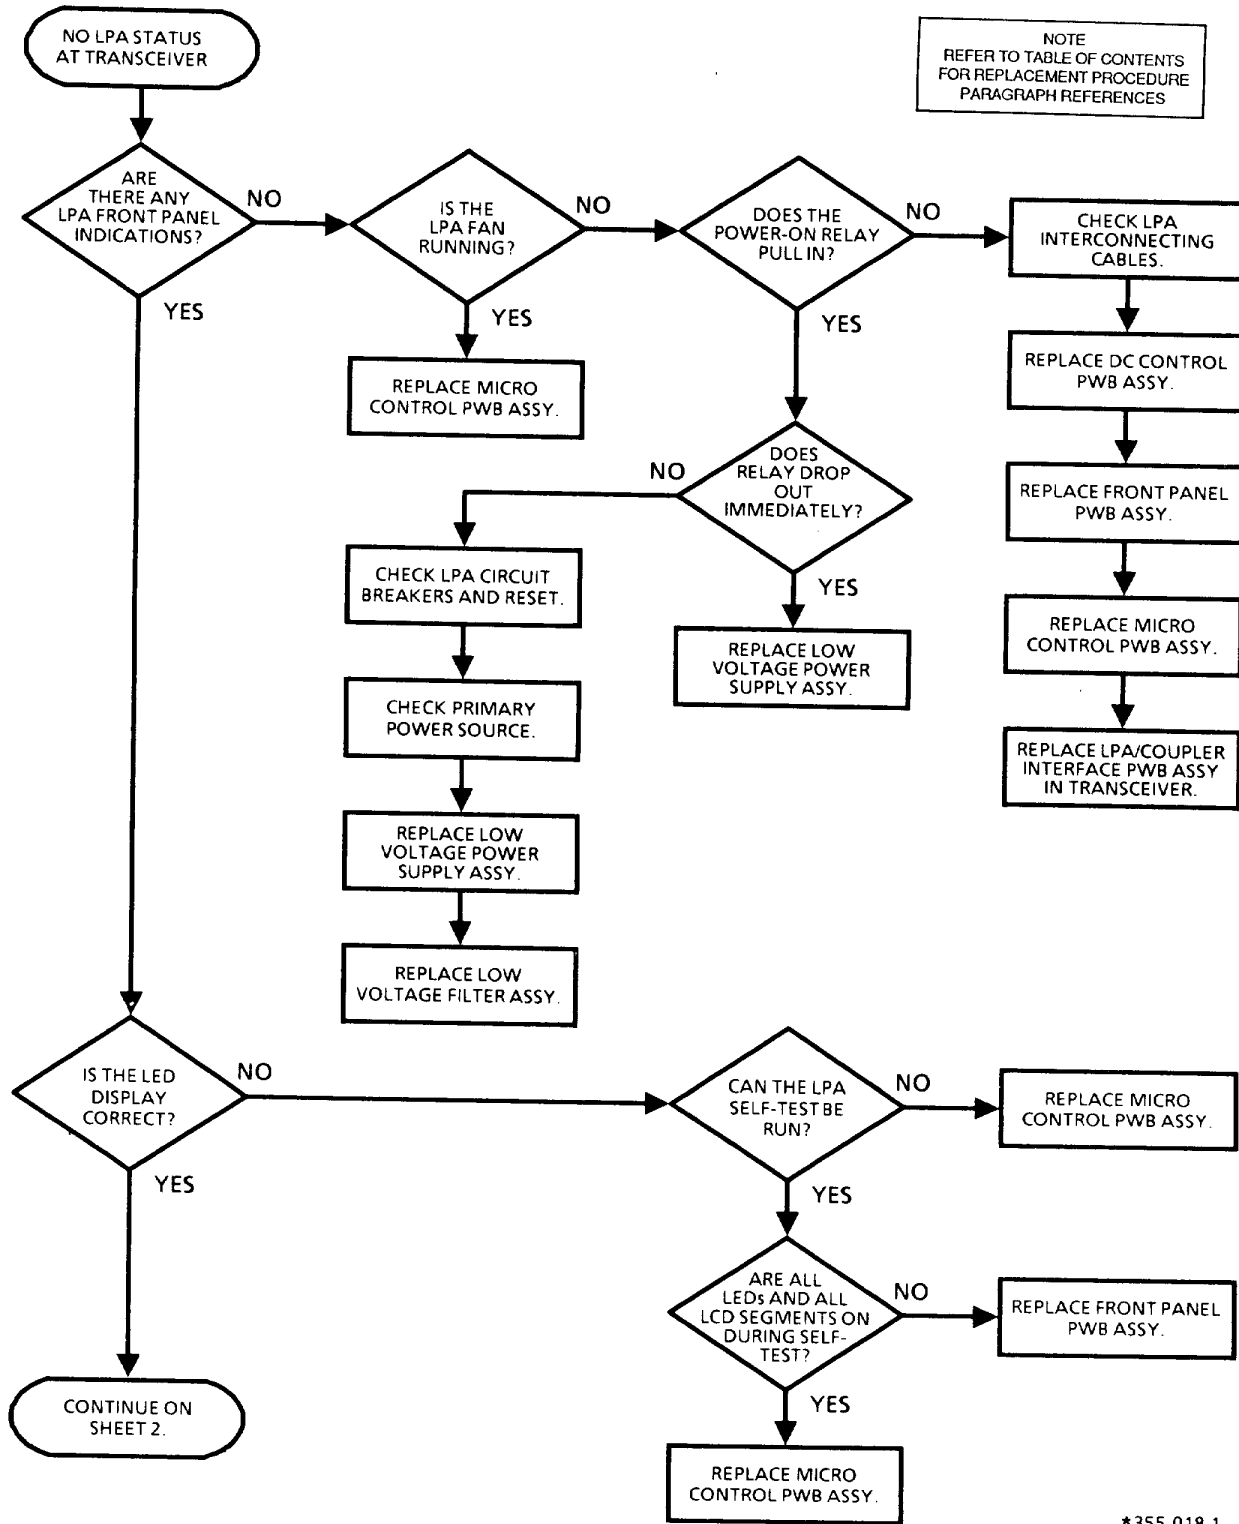 NO LPA STATUS
AT TRANSCEIVER
NOTE
REFER TO TABLE OF CONTENTS
FOR REPLACEMENT PROCEDURE
PARAGRAPH REFERENCES
ARE
THERE ANY
LPA FRONT PANEL
INDICATIONS?
NO
YES
IS THE
LPA FAN
RUNNING?
NO
YES
DOES THE
POWER-ON RELAY
PULL IN?
NO
YES
CHECK LPA
INTERCONNECTING
CABLES.
REPLACE MICRO
CONTROL PWB ASSY.
REPLACE DC CONTROL
PWB ASSY.
DOES
RELAY DROP
OUT
IMMEDIATELY?
NO
YES
REPLACE FRONT PANEL
PWB ASSY.
CHECK LPA CIRCUIT
BREAKERS AND RESET.
REPLACE LOW
VOLTAGE POWER
SUPPLY ASSY.
REPLACE MICRO
CONTROL PWB ASSY.
CHECK PRIMARY
POWER SOURCE.
REPLACE LPA/COUPLER
INTERFACE PWB ASSY
IN TRANSCEIVER.
REPLACE LOW
VOLTAGE POWER
SUPPLY ASSY.
REPLACE LOW
VOLTAGE FILTER ASSY.
IS THE LED
DISPLAY
CORRECT?
NO
YES
CAN THE LPA
SELF-TEST BE
RUN?
NO
YES
REPLACE MICRO
CONTROL PWB ASSY.
ARE ALL
LEDs AND ALL
LCD SEGMENTS ON
DURING SELF-
TEST?
NO
YES
REPLACE FRONT PANEL
PWB ASSY.
CONTINUE ON
SHEET 2.
REPLACE MICRO
CONTROL PWB ASSY.
*355-018-1